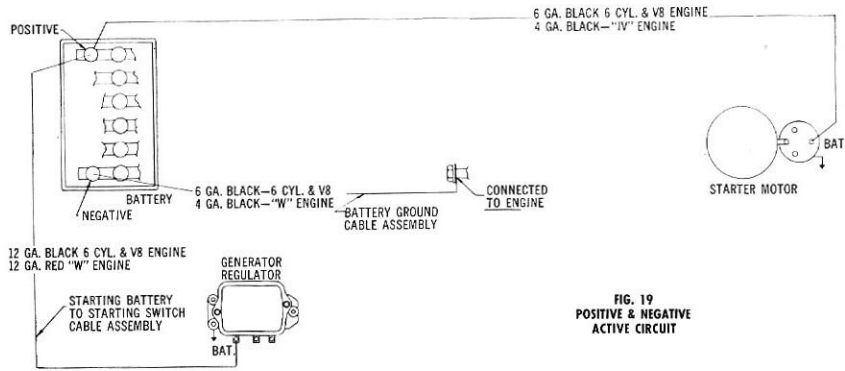 6 GA. BLACK 6 CYL. & V8 ENGINE
4 GA. BLACK—"IV" ENGINE
POSITIVE
BAT
STARTER MOTOR
BATTERY
NEGATIVE
6 GA. BLACK—6 CYL. & V8
4 GA. BLACK—"W" ENGINE
BATTERY GROUND
CABLE ASSEMBLY
CONNECTED
TO ENGINE
12 GA. BLACK 6 CYL. & V8 ENGINE
12 GA. RED "W" ENGINE
GENERATOR
REGULATOR
STARTING BATTERY
TO STARTING SWITCH
CABLE ASSEMBLY
BAT.
FIG. 19
POSITIVE & NEGATIVE
ACTIVE CIRCUIT